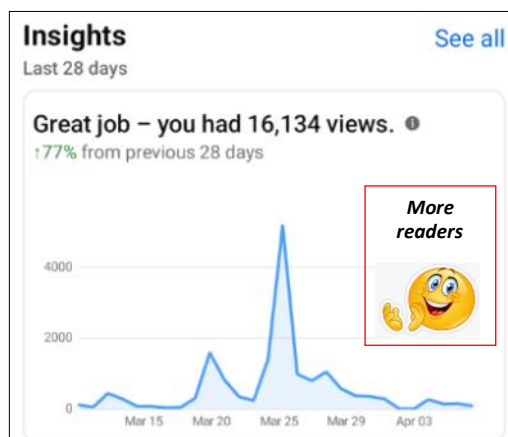 Insights
See all
Last 28 days
Great job – you had 16,134 views.
↑77% from previous 28 days
More
readers
4000
2000
0
Mar 15 Mar 20 Mar 25 Mar 29 Apr 03